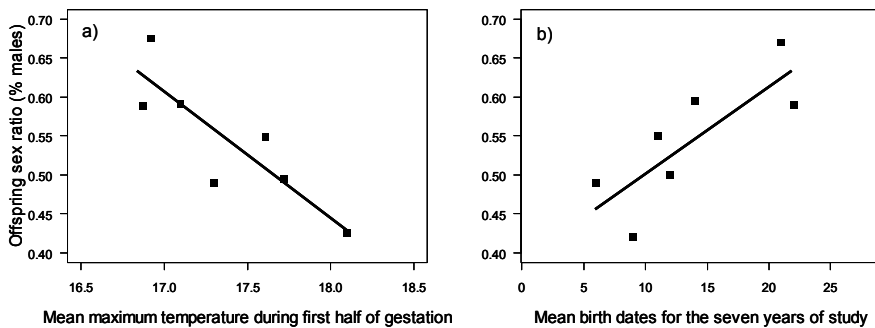 a)
b)
Offspring sex ratio (% males)
0.70
0.65
0.60
0.55
0.50
0.45
0.40
16.5 17.0 17.5 18.0 18.5
Mean maximum temperature during first half of gestation
0.70
0.65
0.60
0.55
0.50
0.45
0.40
0 5 10 15 20 25
Mean birth dates for the seven years of study